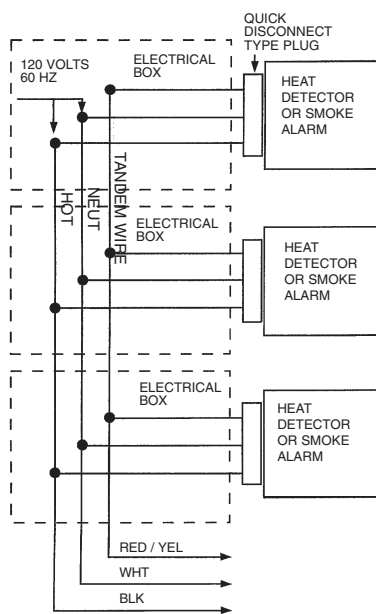 QUICK
DISCONNECT
TYPE PLUG
120 VOLTS
60 HZ
ELECTRICAL
BOX
HEAT
DETECTOR
OR SMOKE
ALARM
HOT
NEUT
TANDEM WIRE
ELECTRICAL
BOX
HEAT
DETECTOR
OR SMOKE
ALARM
ELECTRICAL
BOX
HEAT
DETECTOR
OR SMOKE
ALARM
RED / YEL
WHT
BLK